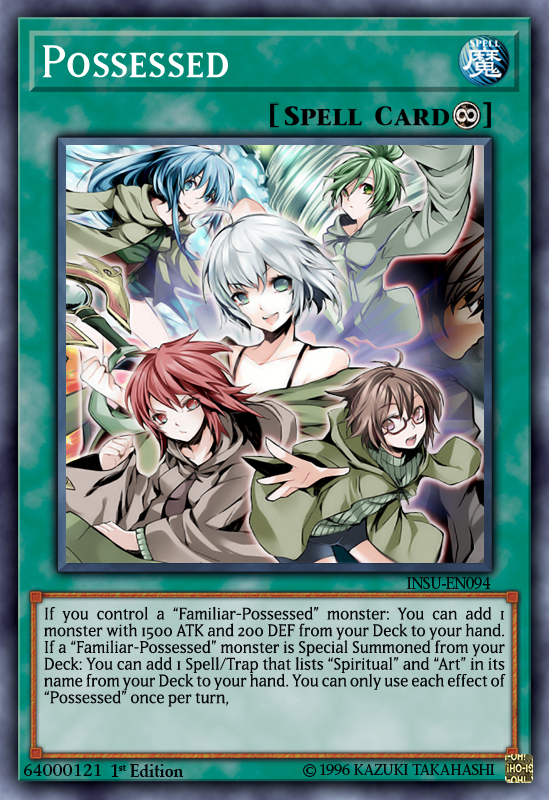 POSSESSED
SPELL
魔
[SPELL CARD]
INSU-EN094
If you control a “Familiar-Possessed” monster: You can add 1
monster with 1500 ATK and 200 DEF from your Deck to your hand.
If a “Familiar-Possessed” monster is Special Summoned from your
Deck: You can add 1 Spell/Trap that lists “Spiritual” and “Art” in its
name from your Deck to your hand. You can only use each effect of
“Possessed” once per turn,
64000121 1st Edition © 1996 KAZUKI TAKAHASHI